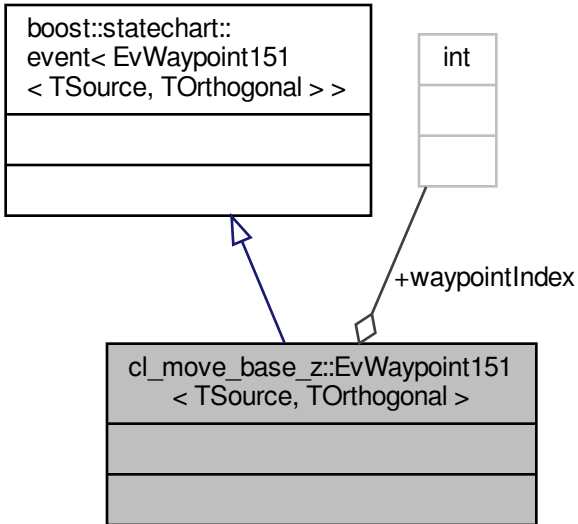 boost::statechart::
event< EvWaypoint151
< TSource, TOrthogonal > >
int
+waypointIndex
cl_move_base_z::EvWaypoint151
< TSource, TOrthogonal >